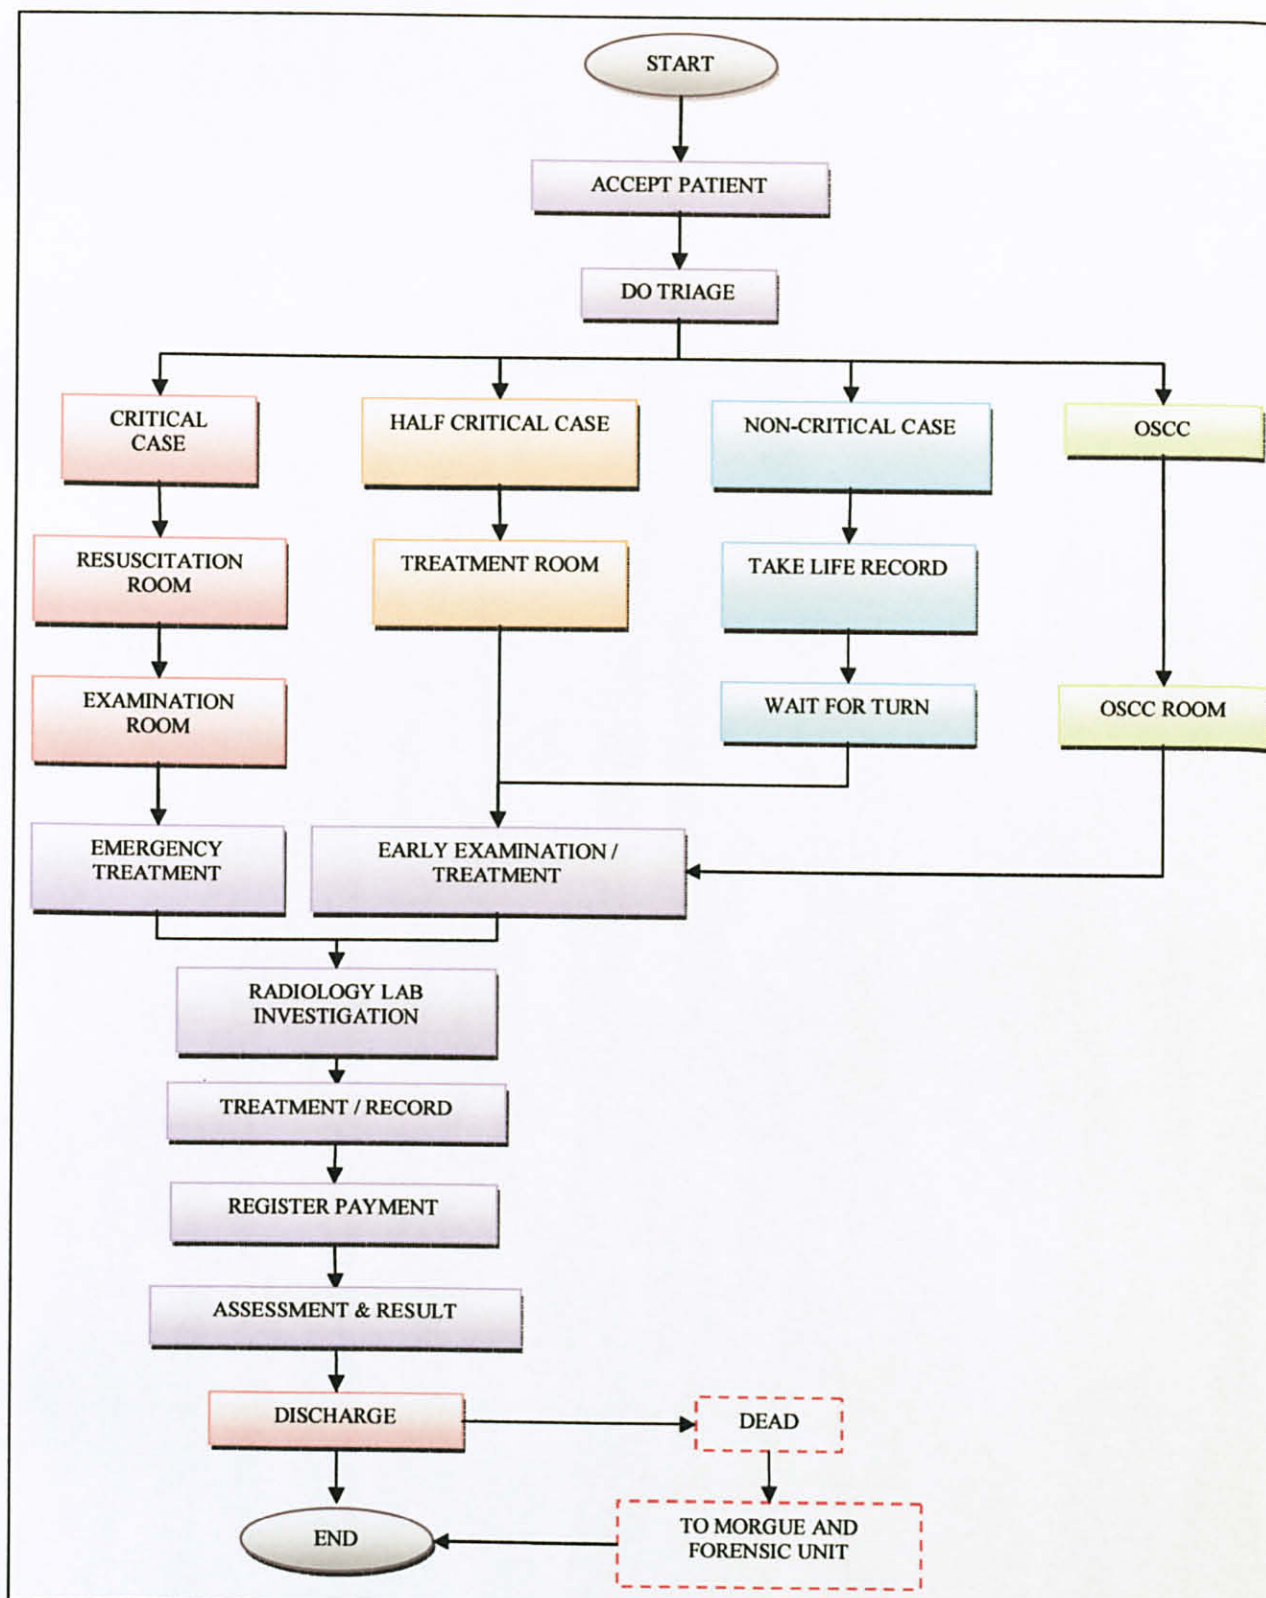 START
ACCEPT PATIENT
DO TRIAGE
CRITICAL
CASE
HALF CRITICAL CASE
NON-CRITICAL CASE
OSCC
RESUSCITATION
ROOM
TREATMENT ROOM
TAKE LIFE RECORD
EXAMINATION
ROOM
WAIT FOR TURN
OSCC ROOM
EMERGENCY
TREATMENT
EARLY EXAMINATION /
TREATMENT
RADIOLOGY LAB
INVESTIGATION
TREATMENT / RECORD
REGISTER PAYMENT
ASSESSMENT & RESULT
DISCHARGE
DEAD
END
TO MORGUE AND
FORENSIC UNIT